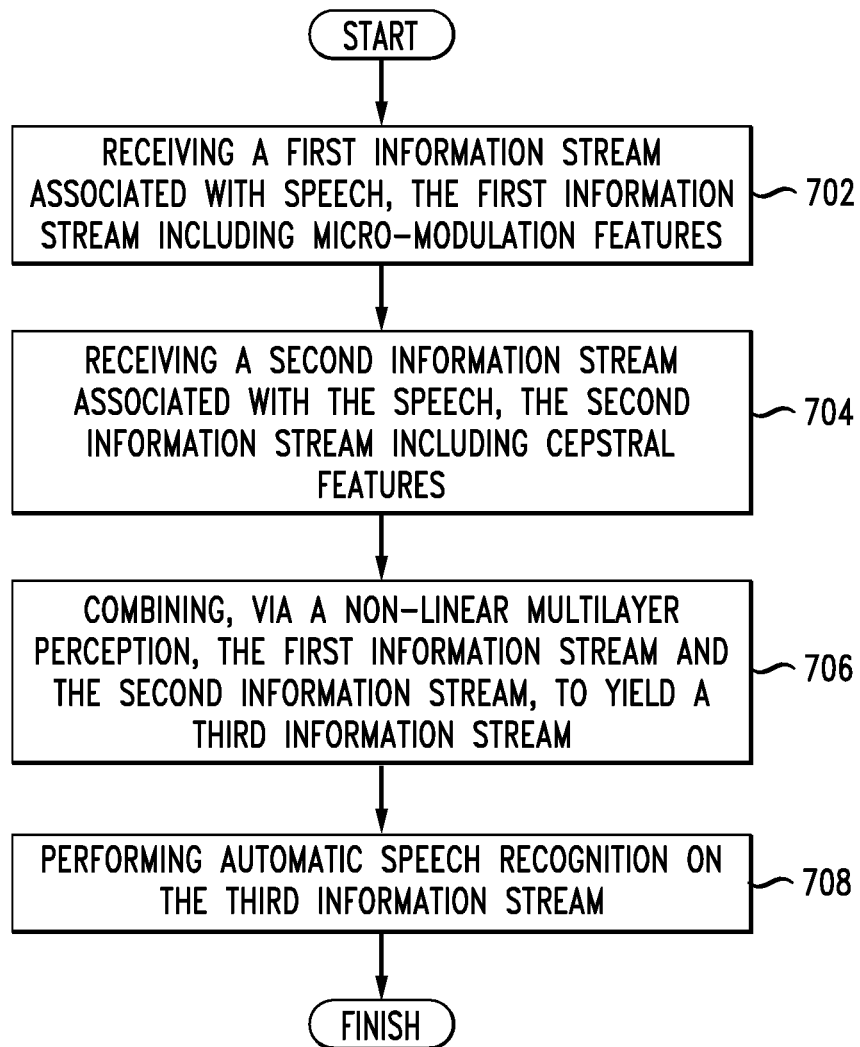 START
RECEIVING A FIRST INFORMATION STREAM
ASSOCIATED WITH SPEECH, THE FIRST INFORMATION
STREAM INCLUDING MICRO-MODULATION FEATURES
702
RECEIVING A SECOND INFORMATION STREAM
ASSOCIATED WITH THE SPEECH, THE SECOND
INFORMATION STREAM INCLUDING CEPSTRAL
FEATURES
704
COMBINING, VIA A NON-LINEAR MULTILAYER
PERCEPTION, THE FIRST INFORMATION STREAM AND
THE SECOND INFORMATION STREAM, TO YIELD A
THIRD INFORMATION STREAM
706
PERFORMING AUTOMATIC SPEECH RECOGNITION ON
THE THIRD INFORMATION STREAM
708
FINISH